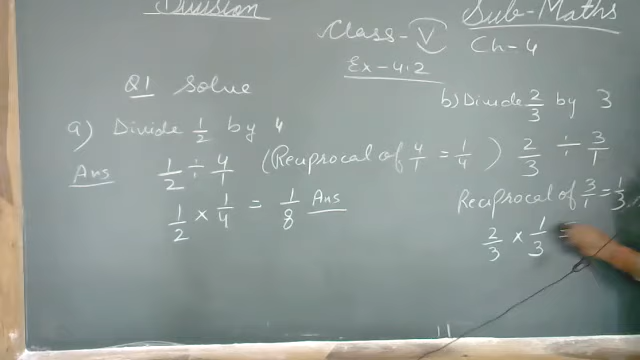 Division
Sub-Maths
Class-V
Ch-4
Ex-4.2
Q1 Solve
a) Divide 1/2 by 4
Ans 1/2 ÷ 4/1 (Reciprocal of 4/1 = 1/4)
1/2 × 1/4 = 1/8 Ans
b) Divide 2/3 by 3
2/3 ÷ 3/1
Reciprocal of 3/1 = 1/3
2/3 × 1/3 =